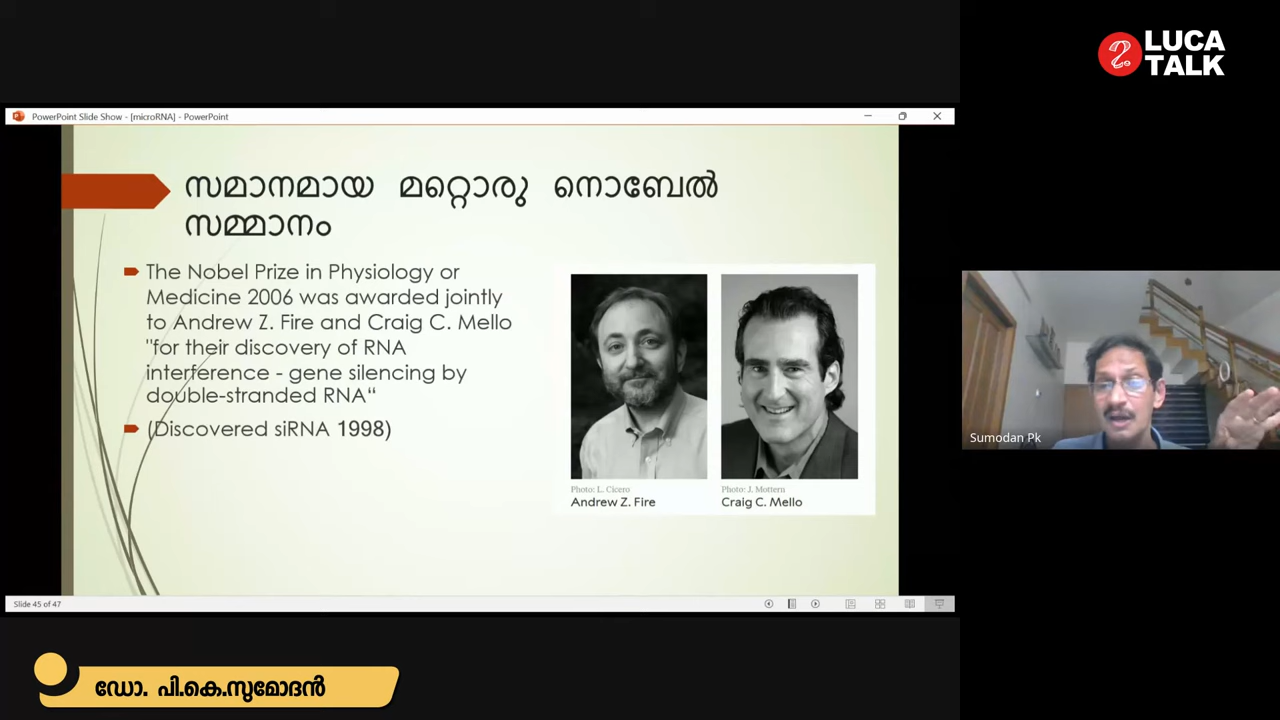 LUCA
TALK
PowerPoint Slide Show - [microRNA] - PowerPoint
സമാനമായ മറ്റൊരു നൊബേൽ
സമ്മാനം
The Nobel Prize in Physiology or
Medicine 2006 was awarded jointly
to Andrew Z. Fire and Craig C. Mello
"for their discovery of RNA
interference - gene silencing by
double-stranded RNA“
(Discovered siRNA 1998)
Photo: L. Cicero
Andrew Z. Fire
Photo: J. Mottern
Craig C. Mello
Sumodan Pk
Slide 45 of 47
ഡോ. പി.കെ.സുമോദൻ